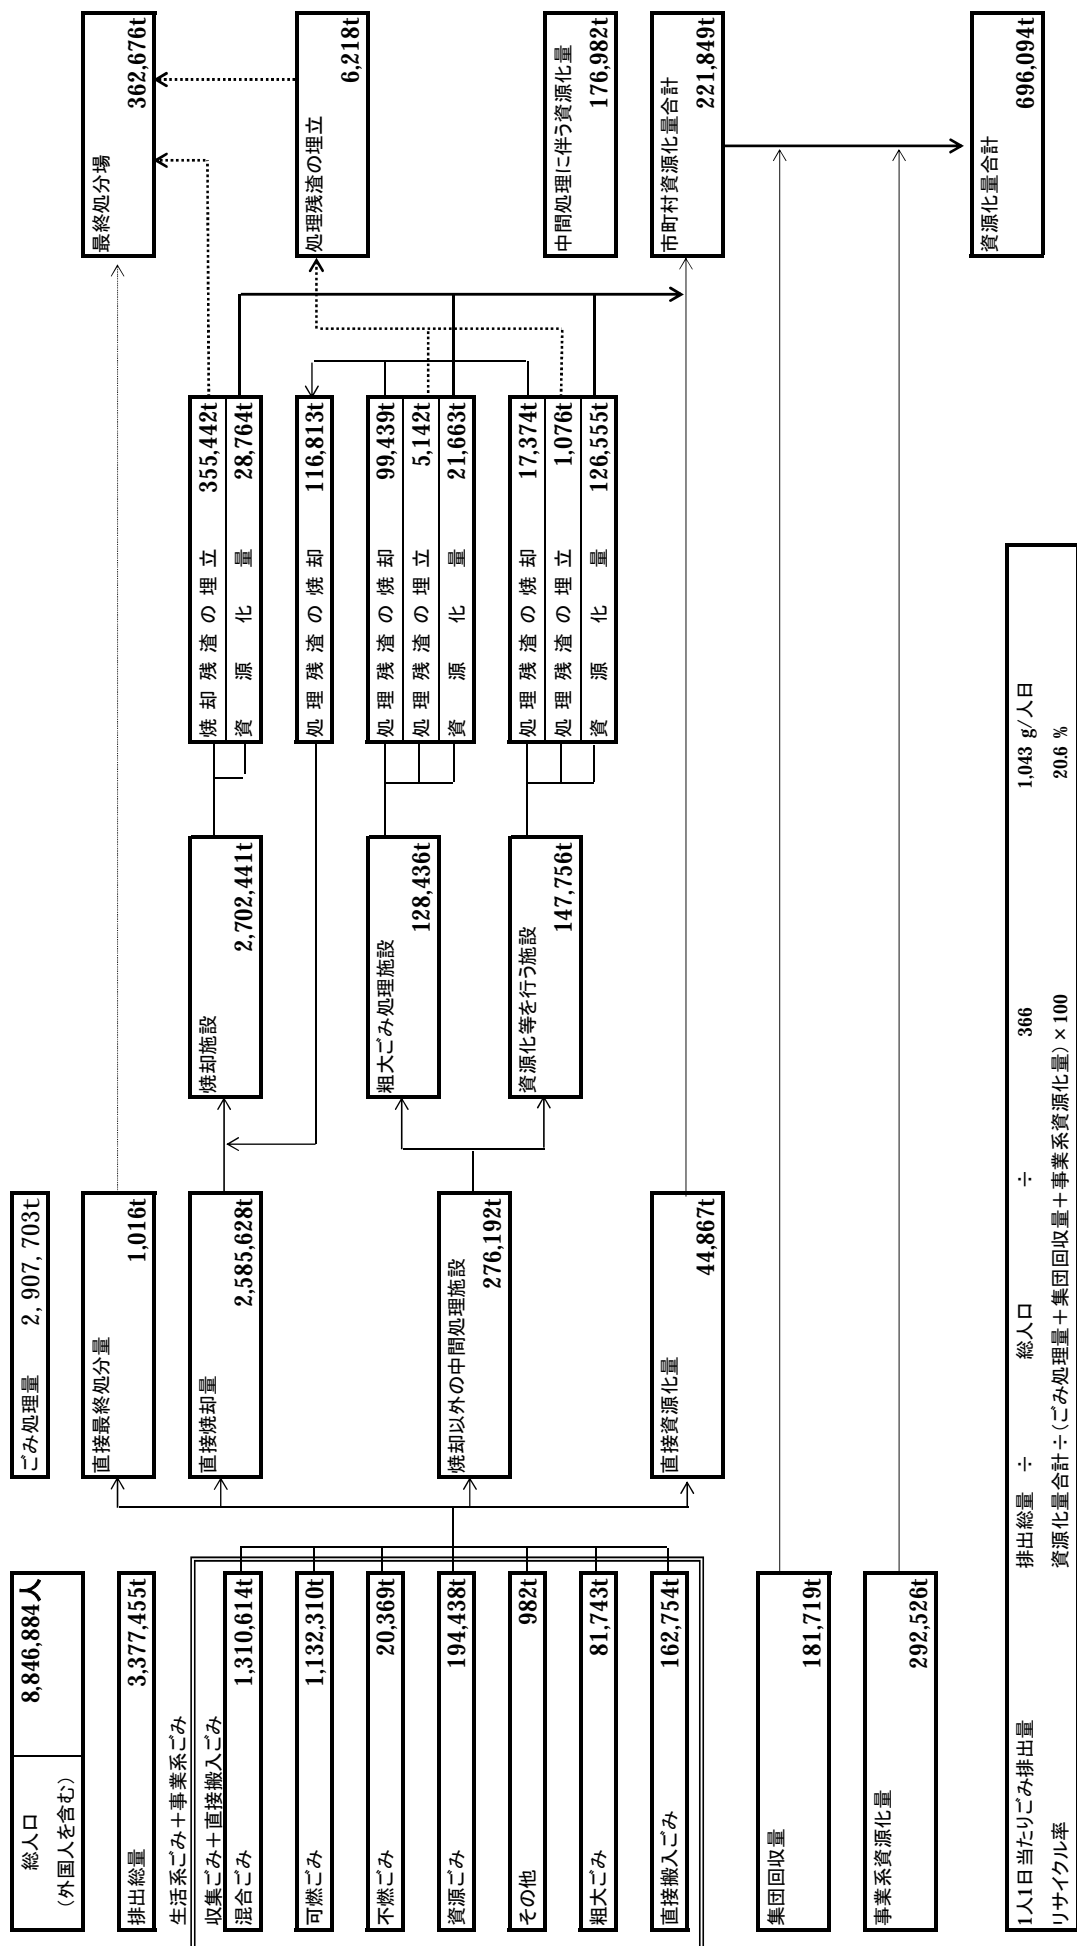 総人口
(外国人を含む)
8,846,884人
排出総量
3,377,455t
生活系ごみ＋事業系ごみ
収集ごみ＋直接搬入ごみ
混合ごみ
1,310,614t
可燃ごみ
1,132,310t
不燃ごみ
20,369t
資源ごみ
194,438t
その他
982t
粗大ごみ
81,743t
直接搬入ごみ
162,754t
集団回収量
181,719t
事業系資源化量
292,526t
ごみ処理量 2,907,703t
直接最終処分量
1,016t
直接焼却量
2,585,628t
焼却以外の中間処理施設
276,192t
直接資源化量
44,867t
焼却施設
2,702,441t
粗大ごみ処理施設
128,436t
資源化等を行う施設
147,756t
焼却残渣の埋立 355,442t
資源化量 28,764t
処理残渣の焼却 116,813t
処理残渣の焼却 99,439t
処理残渣の埋立 5,142t
資源化量 21,663t
処理残渣の焼却 17,374t
処理残渣の埋立 1,076t
資源化量 126,555t
最終処分場
362,676t
処理残渣の埋立
6,218t
中間処理に伴う資源化量
176,982t
市町村資源化量合計
221,849t
資源化量合計
696,094t
1人1日当たりごみ排出量 排出総量 ÷ 総人口 ÷ 366 1,043 g/人日
リサイクル率 資源化量合計÷(ごみ処理量＋集団回収量＋事業系資源化量)×100 20.6 %